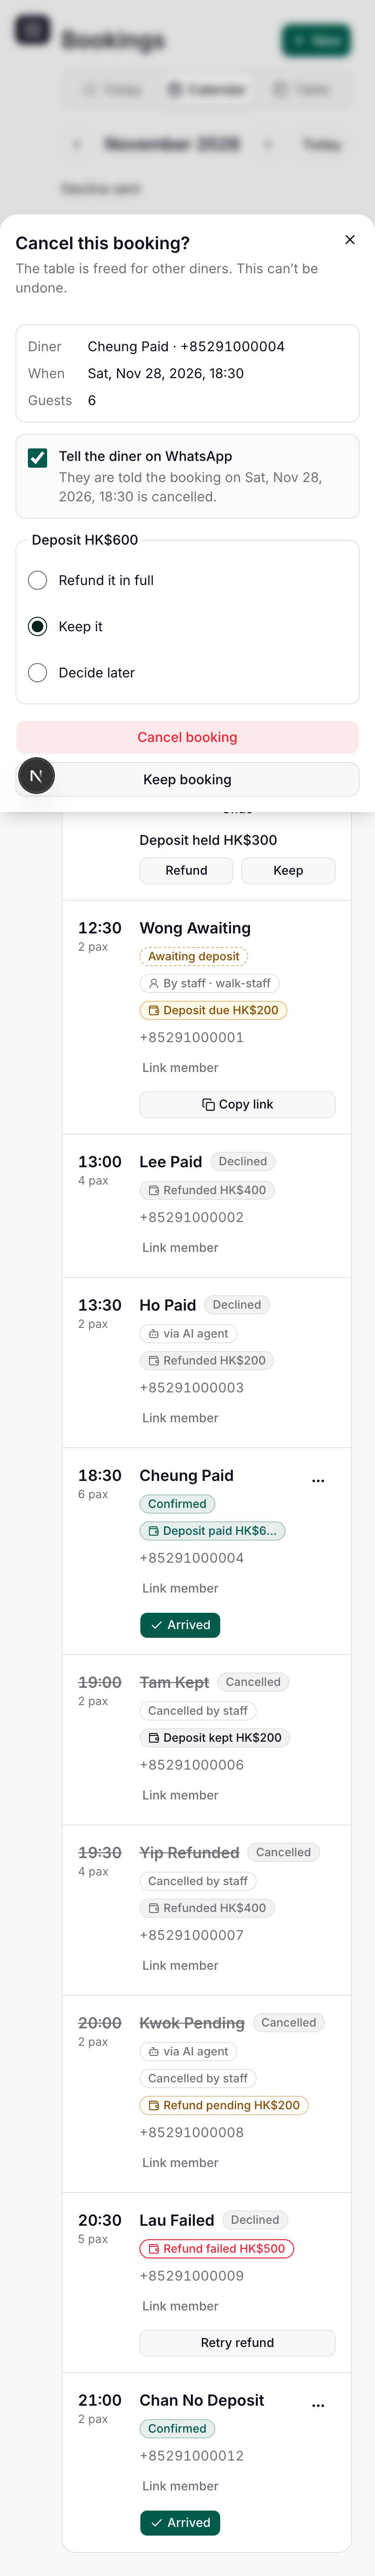 Bookings
New
Today
Calendar
Table
November 2026
Today
Decline sent
Cancel this booking?
The table is freed for other diners. This can’t be
undone.
Diner Cheung Paid · +85291000004
When Sat, Nov 28, 2026, 18:30
Guests 6
Tell the diner on WhatsApp
They are told the booking on Sat, Nov 28,
2026, 18:30 is cancelled.
Deposit HK$600
Refund it in full
Keep it
Decide later
Cancel booking
N
Keep booking
Deposit held HK$300
Refund Keep
12:30 Wong Awaiting
2 pax
Awaiting deposit
By staff · walk-staff
Deposit due HK$200
+85291000001
Link member
Copy link
13:00 Lee Paid Declined
4 pax
Refunded HK$400
+85291000002
Link member
13:30 Ho Paid Declined
2 pax
via AI agent
Refunded HK$200
+85291000003
Link member
18:30 Cheung Paid ...
6 pax
Confirmed
Deposit paid HK$6...
+85291000004
Link member
Arrived
19:00 Tam Kept Cancelled
2 pax
Cancelled by staff
Deposit kept HK$200
+85291000006
Link member
19:30 Yip Refunded Cancelled
4 pax
Cancelled by staff
Refunded HK$400
+85291000007
Link member
20:00 Kwok Pending Cancelled
2 pax
via AI agent
Cancelled by staff
Refund pending HK$200
+85291000008
Link member
20:30 Lau Failed Declined
5 pax
Refund failed HK$500
+85291000009
Link member
Retry refund
21:00 Chan No Deposit ...
2 pax
Confirmed
+85291000012
Link member
Arrived